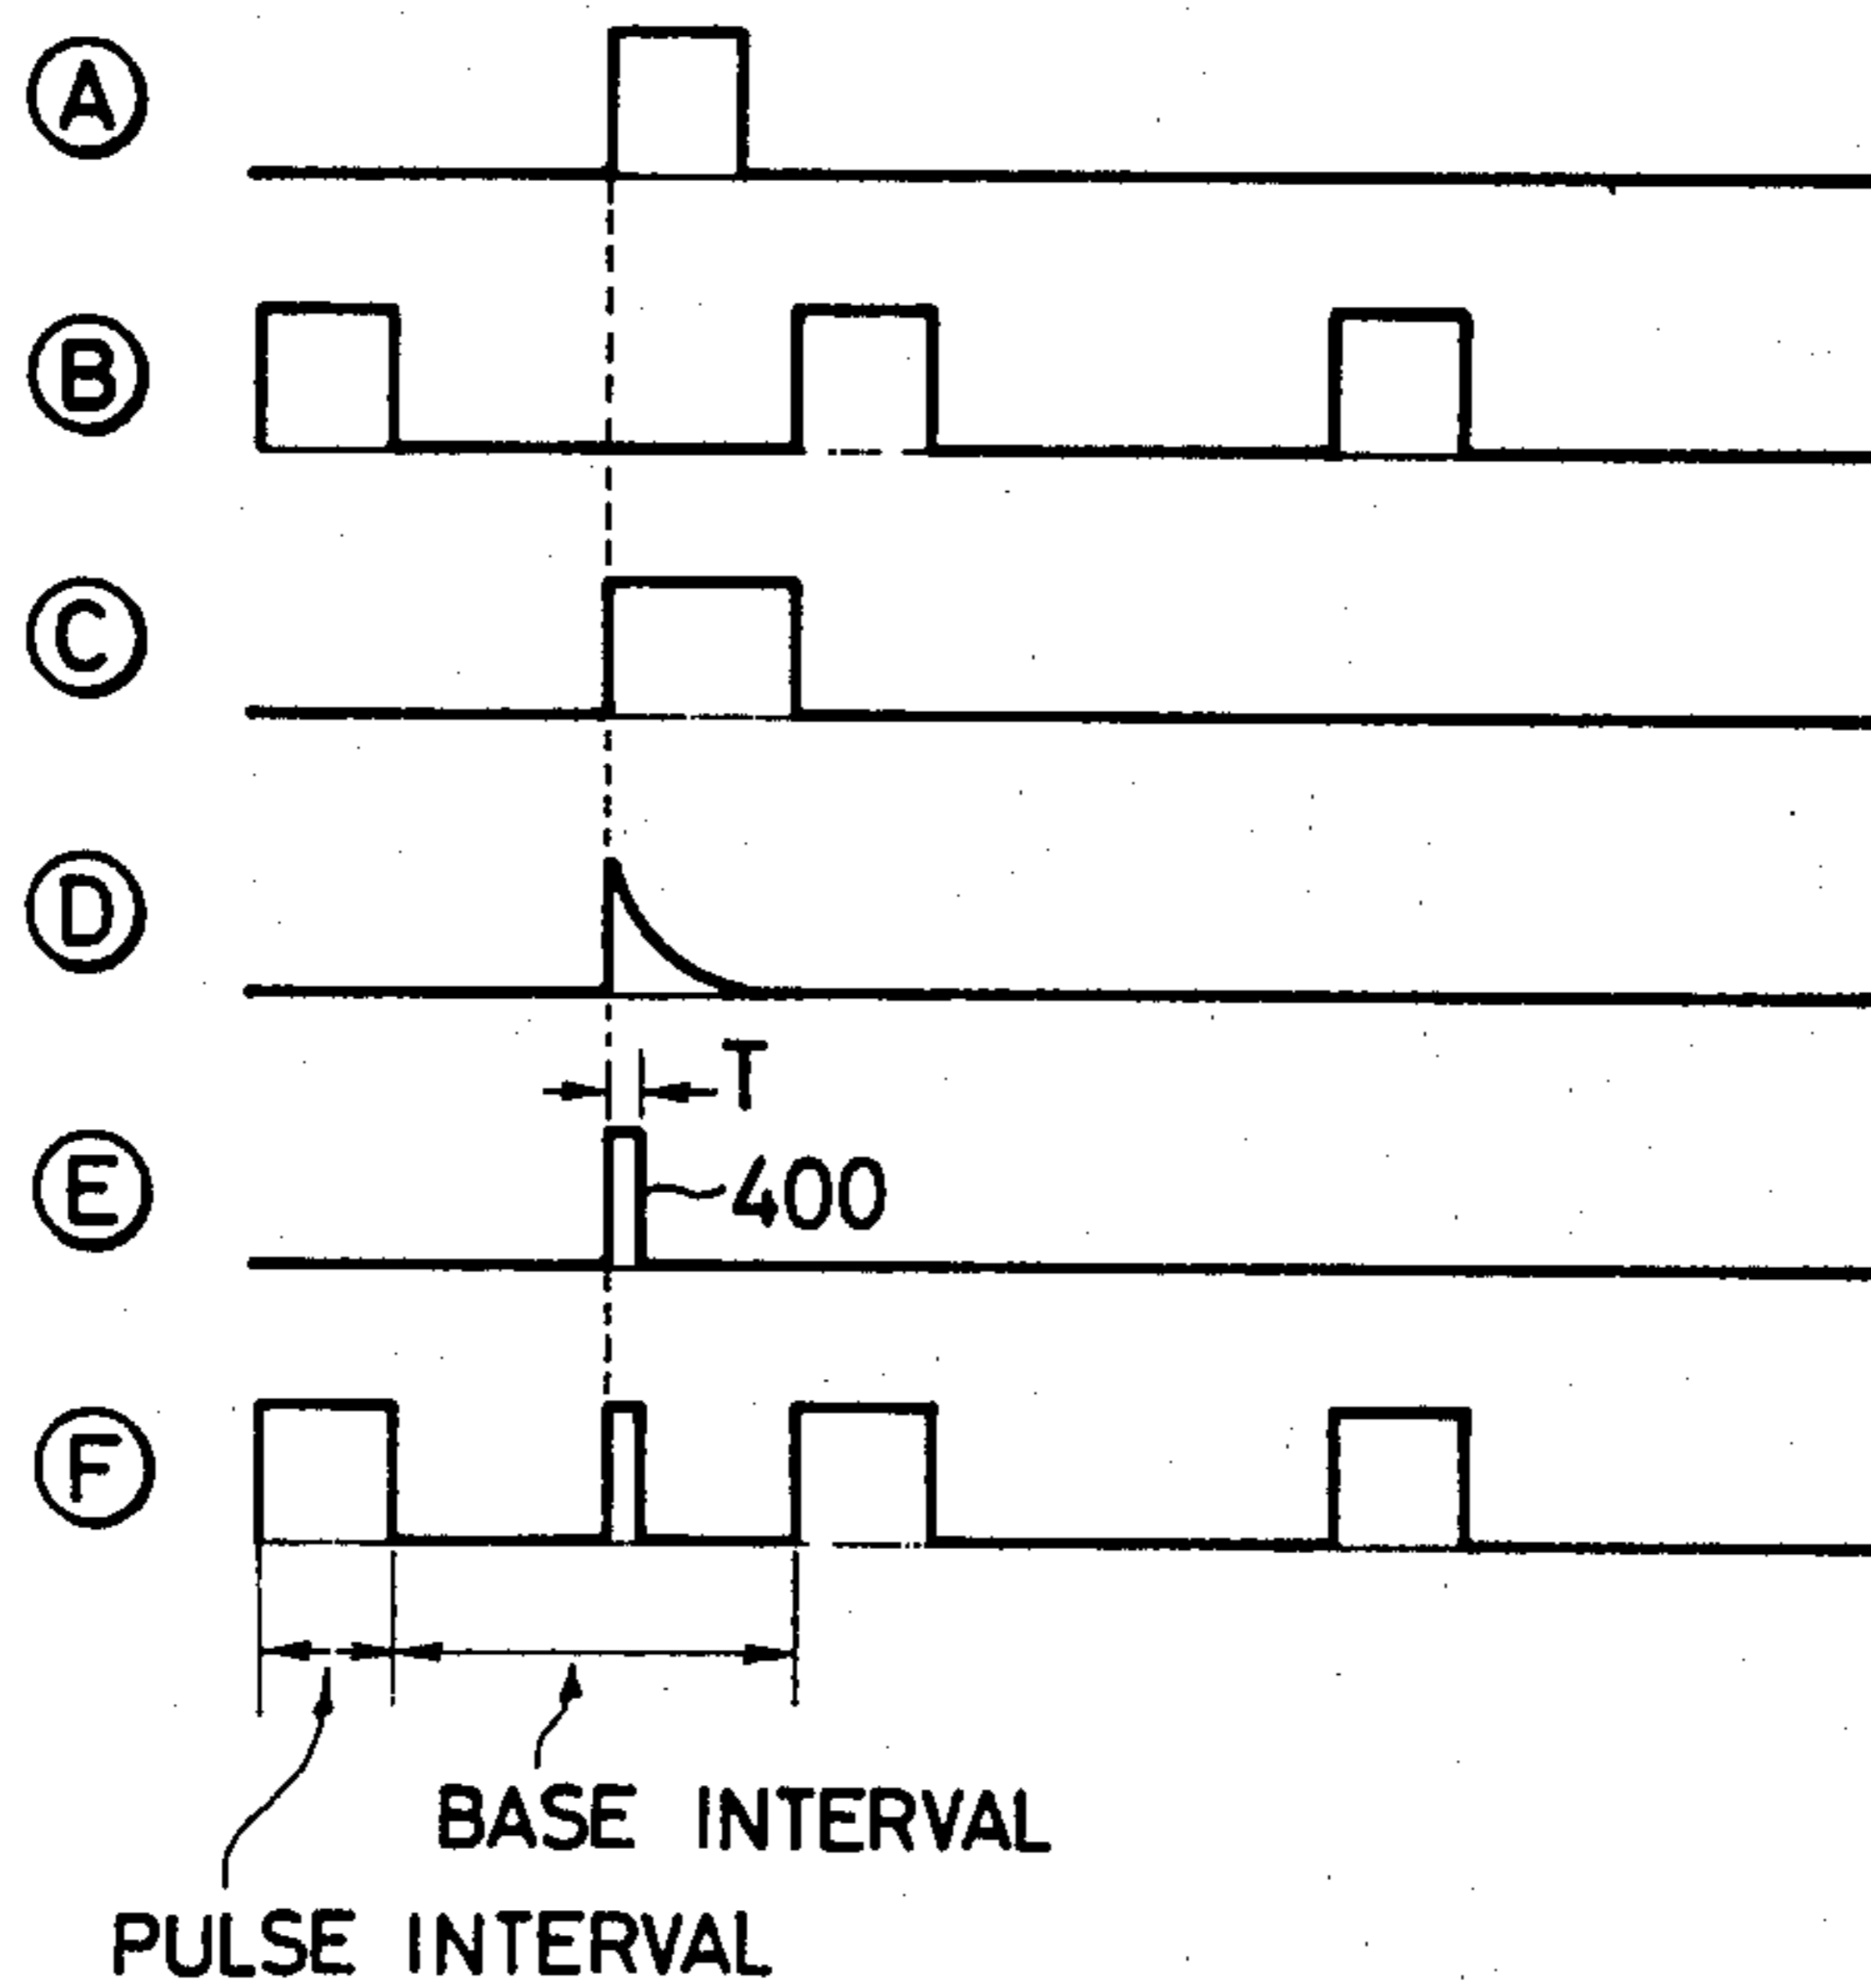 A
B
C
D
T
E
400
F
BASE INTERVAL
PULSE INTERVAL